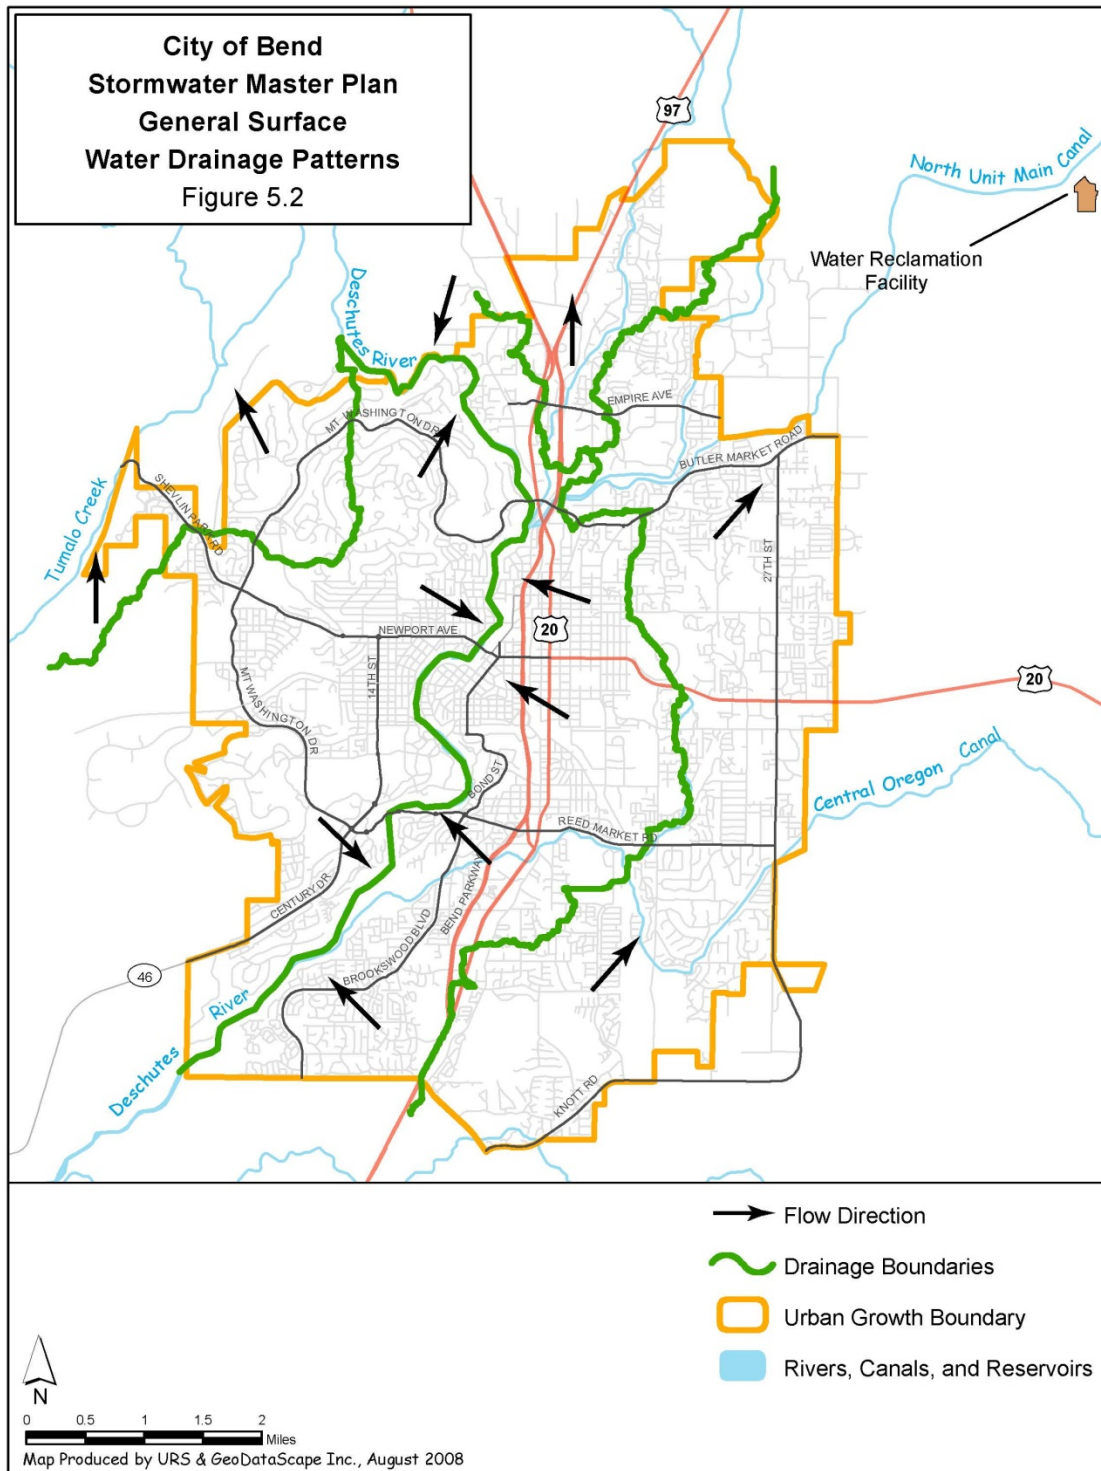 City of Bend
Stormwater Master Plan
General Surface
Water Drainage Patterns
Figure 5.2
97
North Unit Main Canal
Water Reclamation
Facility
Deschutes River
EMPIRE AVE
MT WASHINGTON DR
BUTLER MARKET ROAD
SHEVLIN PARK RD
Tumalo Creek
27TH ST
20
NEWPORT AVE
14TH ST
MT WASHINGTON DR
20
Central Oregon Canal
BOND ST
REED MARKET RD
CENTURY DR
BEND PARKWAY
BROOKSWOOD BLVD
46
Deschutes River
KNOTT RD
Flow Direction
Drainage Boundaries
Urban Growth Boundary
Rivers, Canals, and Reservoirs
N
0 0.5 1 1.5 2
Miles
Map Produced by URS & GeoDataScape Inc., August 2008